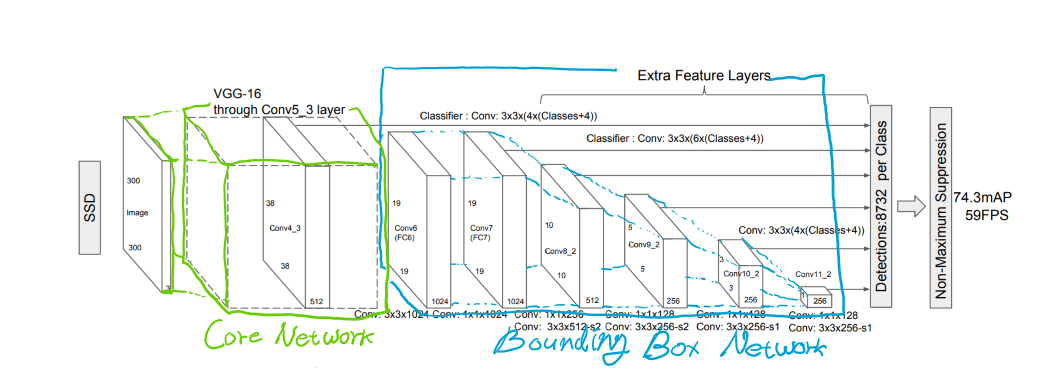 Extra Feature Layers
VGG-16
through Conv5_3 layer
Classifier : Conv: 3x3x(4x(Classes+4))
Classifier : Conv: 3x3x(6x(Classes+4))
SSD
300
Image
300
3
38
Conv4_3
38
512
19
Conv6
(FC6)
19
1024
19
Conv7
(FC7)
19
1024
10
Conv8_2
10
512
5
Conv9_2
5
256
Conv: 3x3x(4x(Classes+4))
3
Conv10_2
3
256
Conv11_2
1
256
Detections:8732 per Class
Non-Maximum Suppression
74.3mAP
59FPS
Conv: 3x3x1024
Conv: 1x1x1024
Conv: 1x1x256
Conv: 3x3x512-s2
Conv: 1x1x128
Conv: 3x3x256-s2
Conv: 1x1x128
Conv: 3x3x256-s1
Conv: 1x1x128
Conv: 3x3x256-s1
Core Network
Bounding Box Network